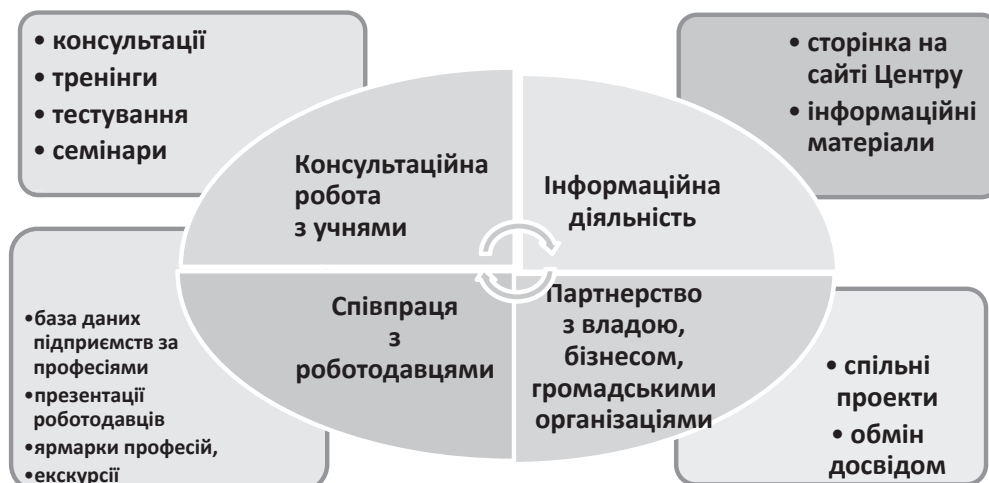 • консультації
• тренінги
• тестування
• семінари
• сторінка на
сайті Центру
• інформаційні
матеріали
Консультаційна
робота
з учнями
Інформаційна
діяльність
Співпраця
з
роботодавцями
Партнерство
з владою,
бізнесом,
громадськими
організаціями
•база даних
підприємств за
професіями
•презентації
роботодавців
•ярмарки професій,
•екскурсії
• спільні
проекти
• обмін
досвідом